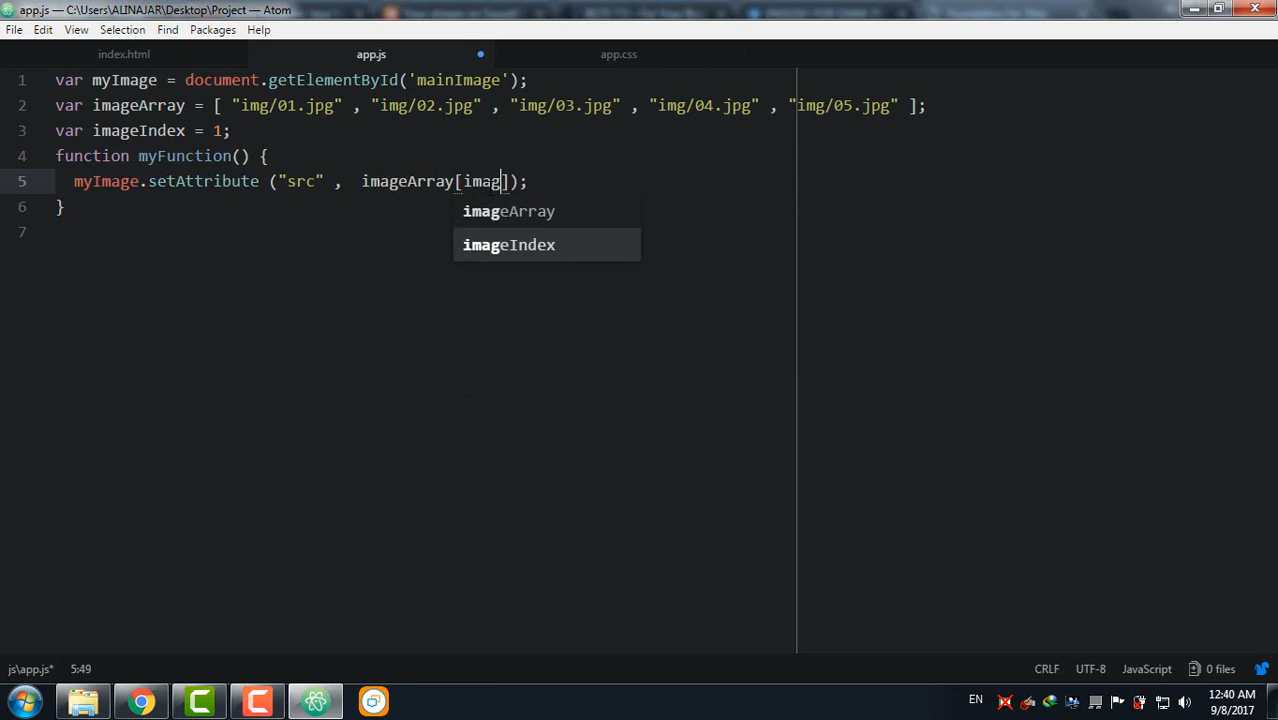 app.js — C:\Users\ALINAJAR\Desktop\Project — Atom
File Edit View Selection Find Packages Help
index.html app.js app.css
1 var myImage = document.getElementById('mainImage');
2 var imageArray = [ "img/01.jpg" , "img/02.jpg" , "img/03.jpg" , "img/04.jpg" , "img/05.jpg" ];
3 var imageIndex = 1;
4 function myFunction() {
5 myImage.setAttribute ("src" , imageArray[imag]);
6 }
7
imageArray
imageIndex
js\app.js* 5:49 CRLF UTF-8 JavaScript 0 files
EN 12:40 AM
9/8/2017